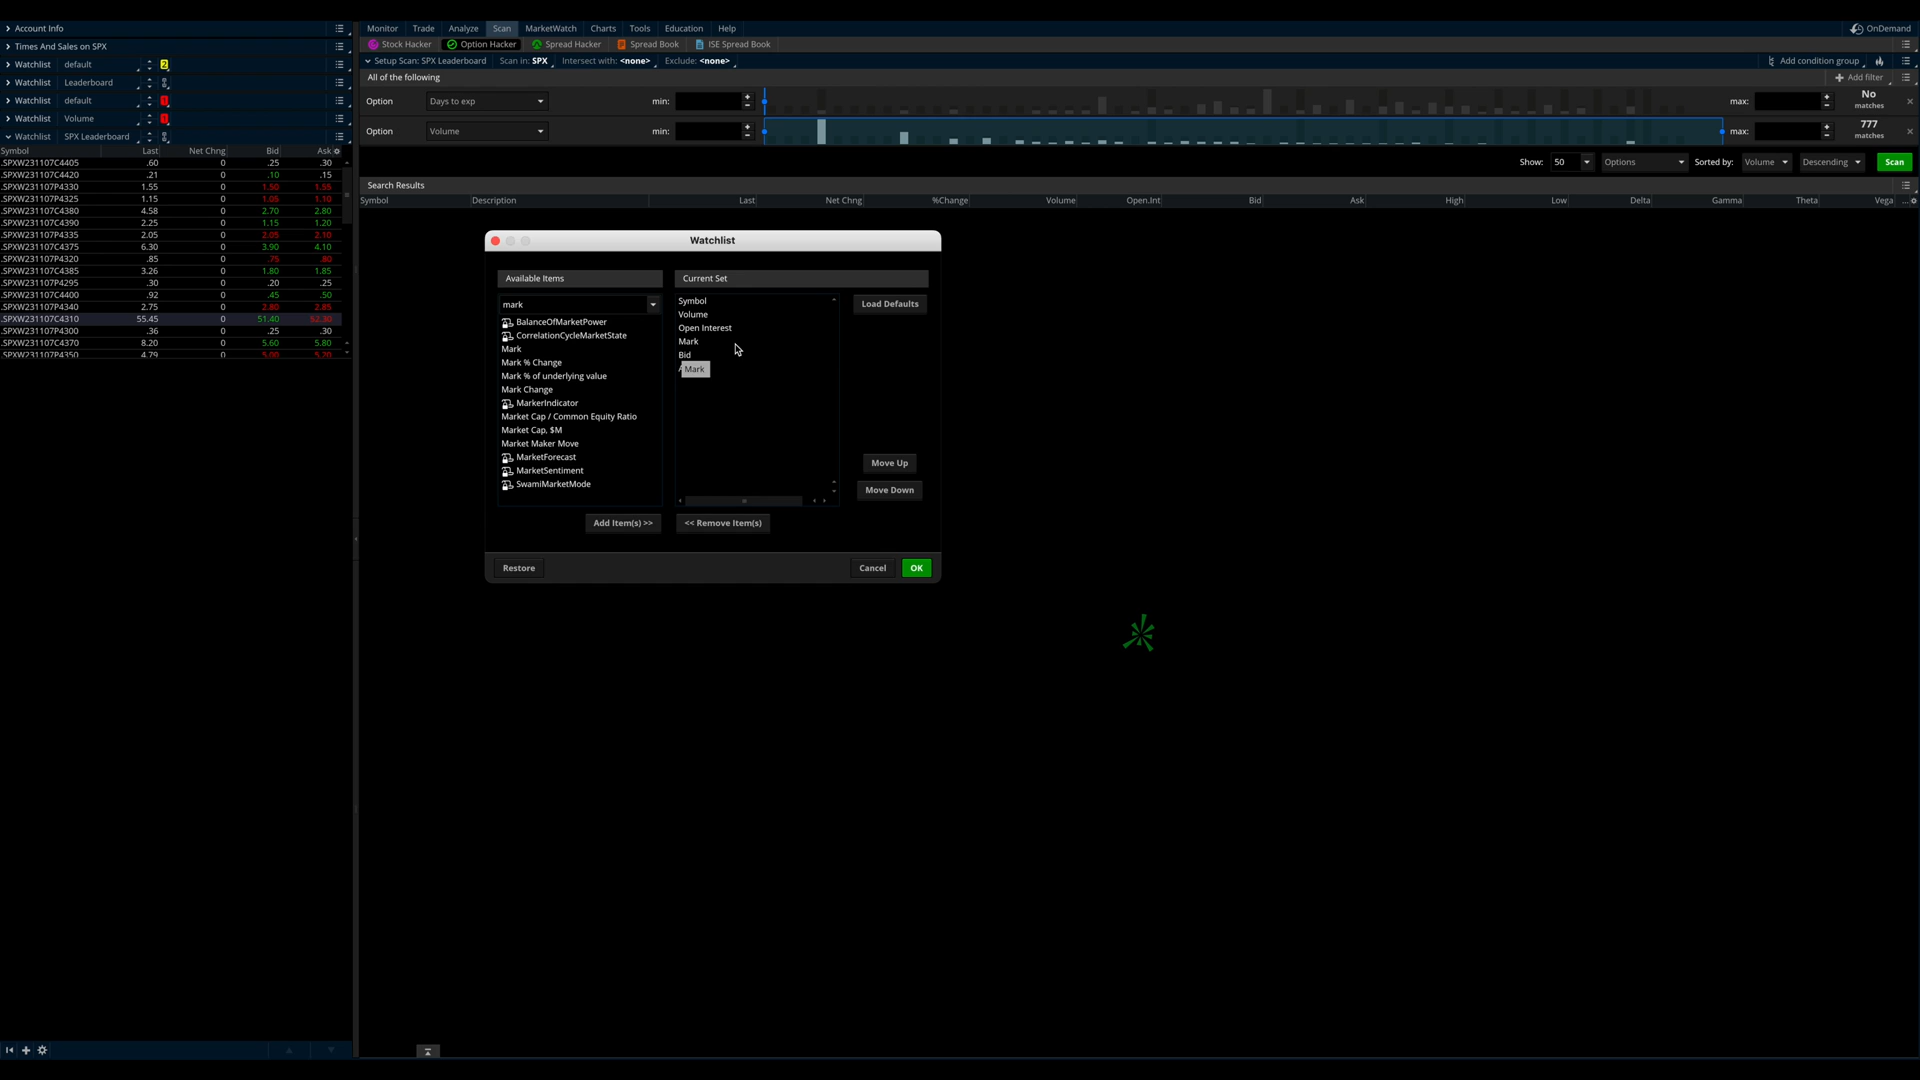 Account Info
Times And Sales on SPX
Watchlist default 2
Watchlist Leaderboard
Watchlist default 1
Watchlist Volume 1
Watchlist SPX Leaderboard
Symbol Last Net Chng Bid Ask
.SPXW231107C4405 .60 0 .25 .30
.SPXW231107C4420 .21 0 .10 .15
.SPXW231107P4330 1.55 0 1.50 1.55
.SPXW231107P4325 1.15 0 1.05 1.10
.SPXW231107C4380 4.58 0 2.70 2.80
.SPXW231107C4390 2.25 0 1.15 1.20
.SPXW231107P4335 2.05 0 2.05 2.10
.SPXW231107C4375 6.30 0 3.90 4.10
.SPXW231107P4320 .85 0 .75 .80
.SPXW231107C4385 3.26 0 1.80 1.85
.SPXW231107P4295 .30 0 .20 .25
.SPXW231107C4400 .92 0 .45 .50
.SPXW231107P4340 2.75 0 2.80 2.85
.SPXW231107C4310 55.45 0 51.40 52.30
.SPXW231107P4300 .36 0 .25 .30
.SPXW231107C4370 8.20 0 5.60 5.80
.SPXW231107P4350 4.79 0 5.00 5.20
Monitor Trade Analyze Scan MarketWatch Charts Tools Education Help OnDemand
Stock Hacker Option Hacker Spread Hacker Spread Book ISE Spread Book
Setup Scan: SPX Leaderboard Scan in: SPX Intersect with: <none> Exclude: <none> Add condition group
All of the following Add filter
Option Days to exp min: max: No matches
Option Volume min: max: 777 matches
Show: 50 Options Sorted by: Volume Descending Scan
Search Results
Symbol Description Last Net Chng %Change Volume Open.Int Bid Ask High Low Delta Gamma Theta Vega ...
Watchlist
Available Items
mark
BalanceOfMarketPower
CorrelationCycleMarketState
Mark
Mark % Change
Mark % of underlying value
Mark Change
MarkerIndicator
Market Cap / Common Equity Ratio
Market Cap, $M
Market Maker Move
MarketForecast
MarketSentiment
SwamiMarketMode
Add Item(s) >>
Current Set
Symbol
Volume
Open Interest
Mark
Bid
Mark
<< Remove Item(s)
Load Defaults
Move Up
Move Down
Restore Cancel OK